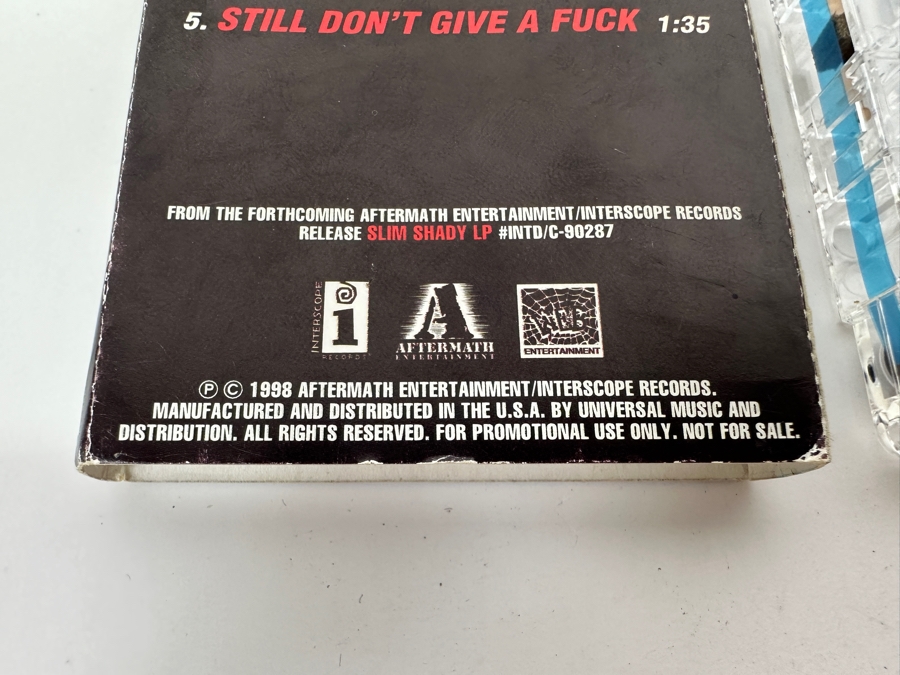 5. STILL DON'T GIVE A FUCK 1:35
FROM THE FORTHCOMING AFTERMATH ENTERTAINMENT/INTERSCOPE RECORDS
RELEASE SLIM SHADY LP #INTD/C-90287
INTERSCOPE
RECORDS
AFTERMATH
ENTERTAINMENT
WEB
ENTERTAINMENT
Ⓟ © 1998 AFTERMATH ENTERTAINMENT/INTERSCOPE RECORDS.
MANUFACTURED AND DISTRIBUTED IN THE U.S.A. BY UNIVERSAL MUSIC AND
DISTRIBUTION. ALL RIGHTS RESERVED. FOR PROMOTIONAL USE ONLY. NOT FOR SALE.